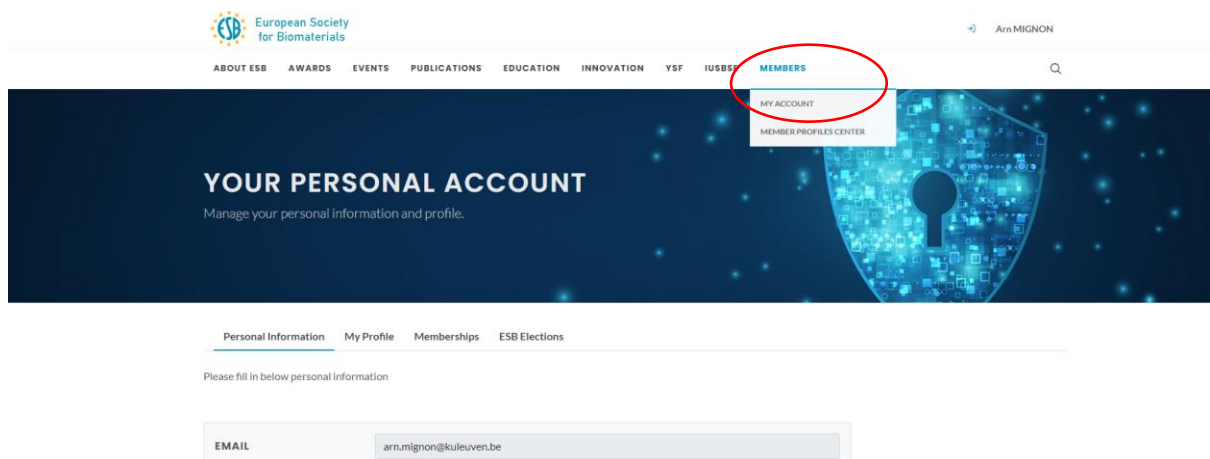 ESB
European Society
for Biomaterials
Arn MIGNON
ABOUT ESB AWARDS EVENTS PUBLICATIONS EDUCATION INNOVATION YSF IUSBSE MEMBERS
MY ACCOUNT
MEMBER PROFILES CENTER
YOUR PERSONAL ACCOUNT
Manage your personal information and profile.
Personal Information My Profile Memberships ESB Elections
Please fill in below personal information
EMAIL arn.mignon@kuleuven.be